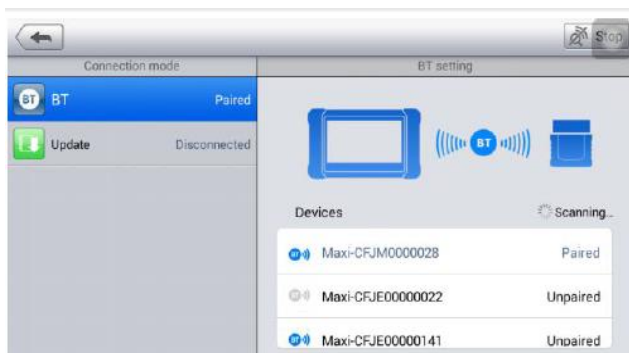 Stop
Connection mode
BT setting
BT BT Paired
Update Disconnected
BT
Devices Scanning...
Maxi-CFJM0000028 Paired
Maxi-CFJE00000022 Unpaired
Maxi-CFJE00000141 Unpaired